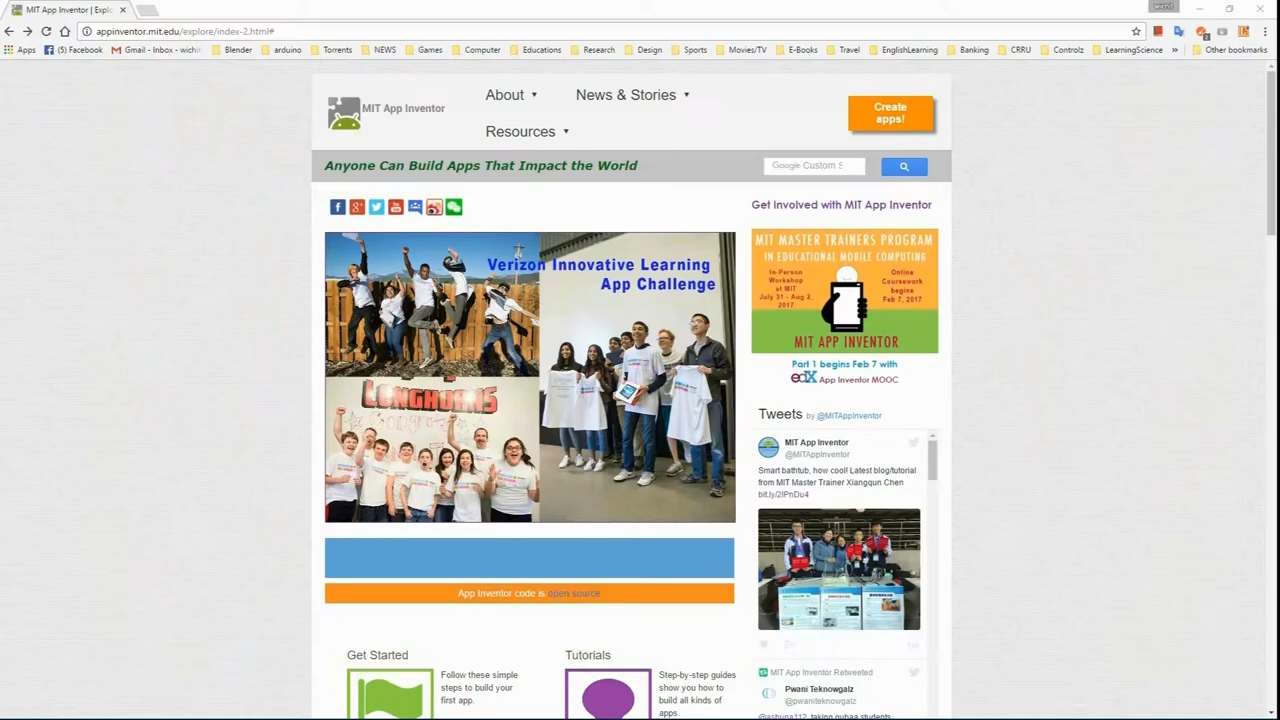 MIT App Inventor | Explo
appinventor.mit.edu/explore/index-2.html#
Apps
(5) Facebook
Gmail - Inbox - wichit
Blender
arduino
Torrents
NEWS
Games
Computer
Educations
Research
Design
Sports
Movies/TV
E-Books
Travel
EnglishLearning
Banking
CRRU
Controlz
LearningScience
»
Other bookmarks
MIT App Inventor
About
News & Stories
Resources
Create
apps!
Anyone Can Build Apps That Impact the World
Google Custom S
Get Involved with MIT App Inventor
Verizon Innovative Learning
App Challenge
LONGHORNS
MIT MASTER TRAINERS PROGRAM
IN EDUCATIONAL MOBILE COMPUTING
In-Person
Workshop
at MIT
July 31 - Aug 2,
2017
Online
Coursework
begins
Feb 7, 2017
MIT APP INVENTOR
Part 1 begins Feb 7 with
edX App Inventor MOOC
Tweets by @MITAppInventor
MIT App Inventor
@MITAppInventor
Smart bathtub, how cool! Latest blog/tutorial
from MIT Master Trainer Xiangqun Chen
bit.ly/2IPnDu4
App Inventor code is open source
Get Started
Follow these simple
steps to build your
first app.
Tutorials
Step-by-step guides
show you how to
build all kinds of
apps.
MIT App Inventor Retweeted
Pwani Teknowgalz
@pwaniteknowgalz